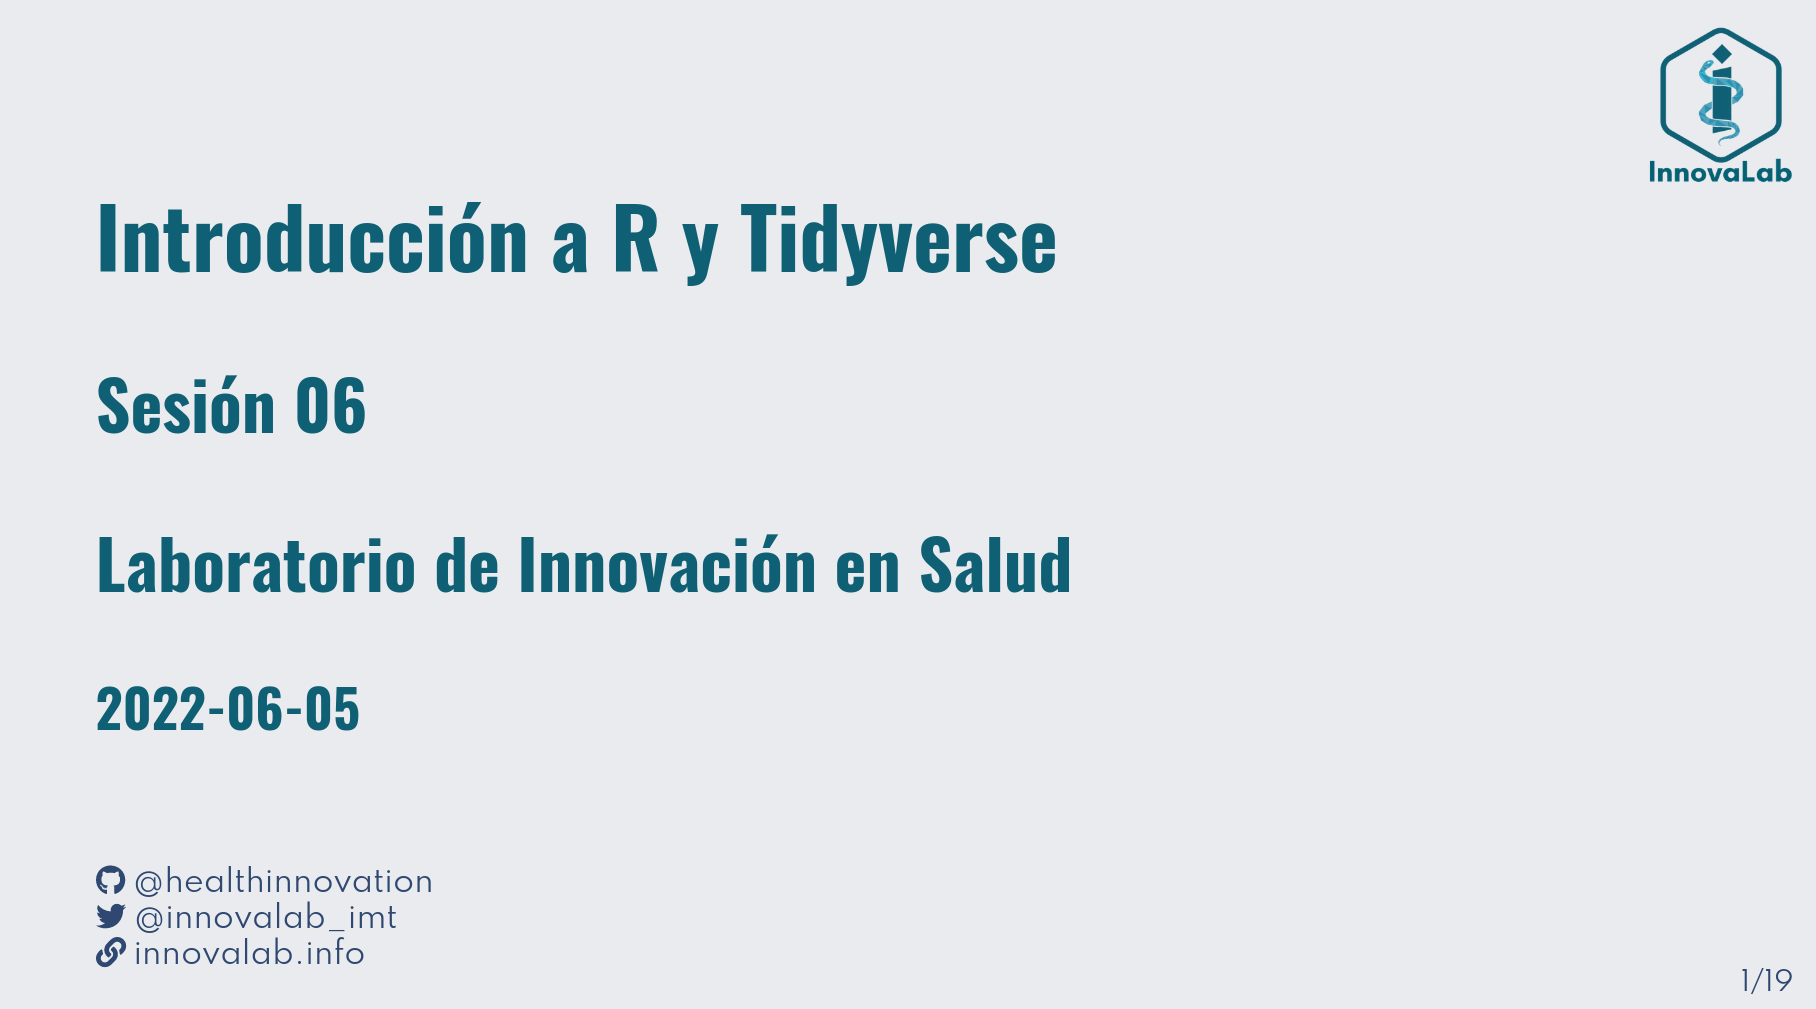 InnovaLab
Introducción a R y Tidyverse
Sesión 06
Laboratorio de Innovación en Salud
2022-06-05
@healthinnovation
@innovalab_imt
innovalab.info
1/19